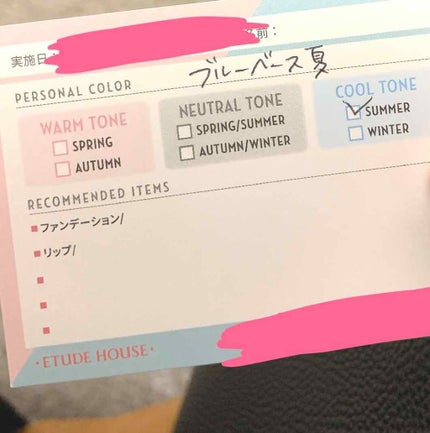 実施日
名前：
PERSONAL COLOR
ブルーベース夏
WARM TONE
SPRING
AUTUMN
NEUTRAL TONE
SPRING/SUMMER
AUTUMN/WINTER
COOL TONE
SUMMER
WINTER
RECOMMENDED ITEMS
ファンデーション/
リップ/
・ETUDE HOUSE・